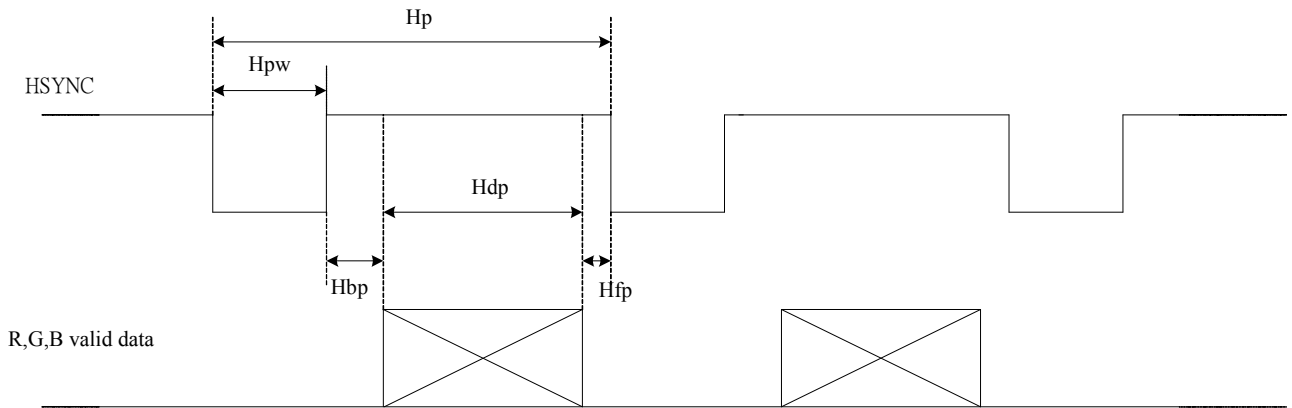 Hp
Hpw
HSYNC
Hdp
Hbp
Hfp
R,G,B valid data